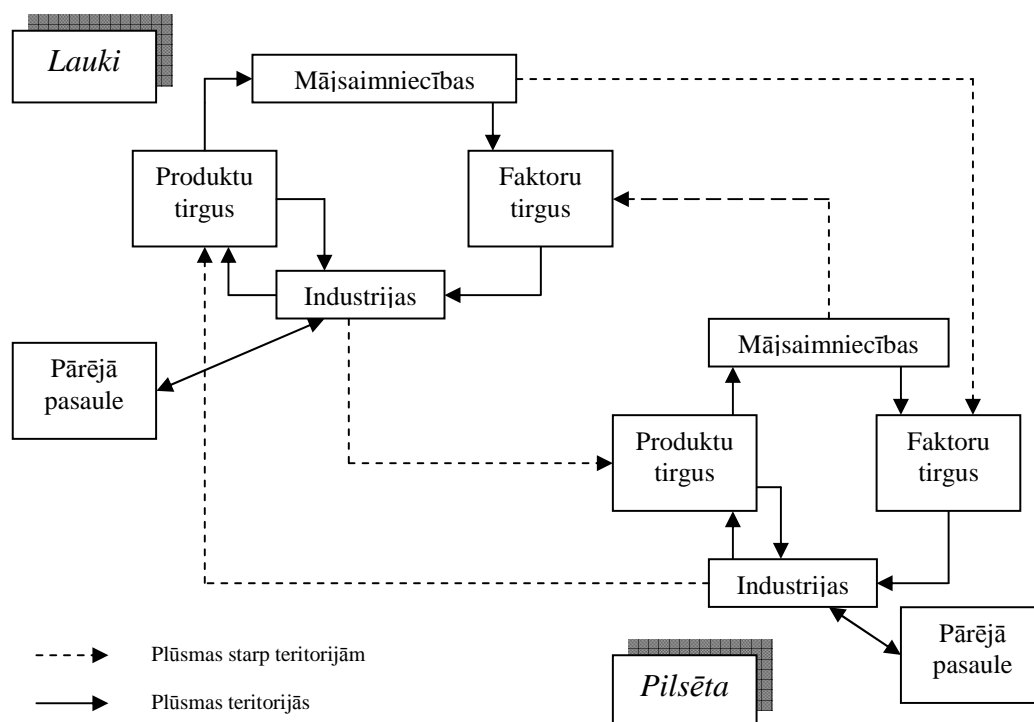 Lauki
Mājsaimniecības
Produktu
tirgus
Faktoru
tirgus
Industrijas
Pārējā
pasaule
Mājsaimniecības
Produktu
tirgus
Faktoru
tirgus
Industrijas
Pārējā
pasaule
Plūsmas starp teritorijām
Pilsēta
Plūsmas teritorijās